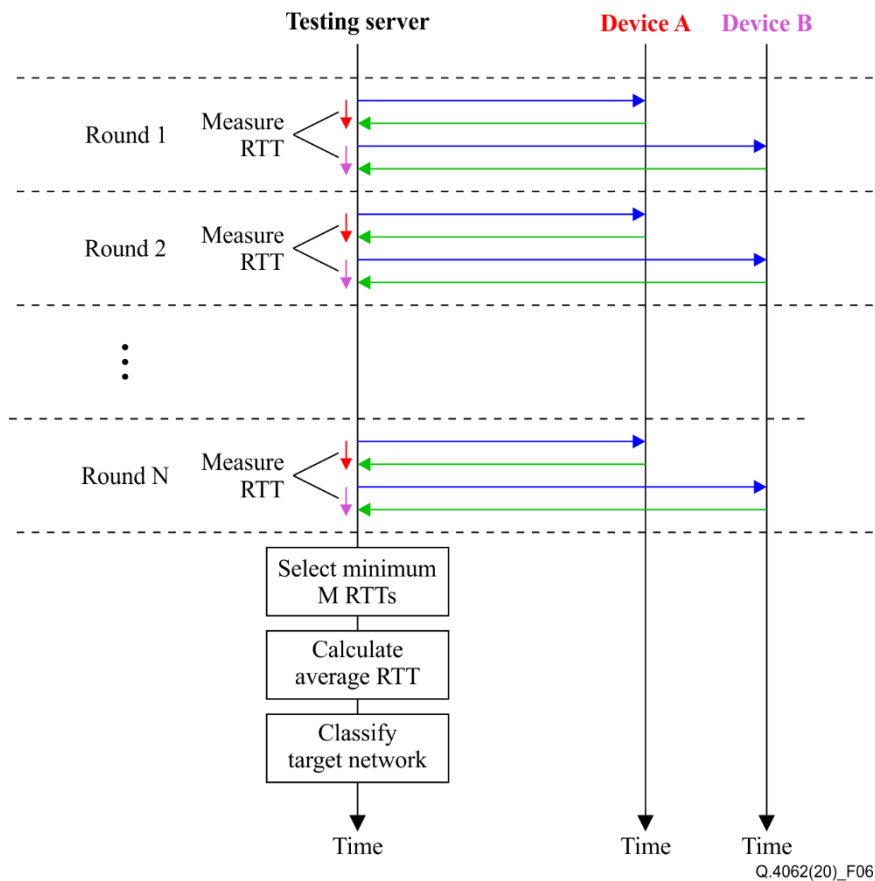 Testing server
Device A
Device B
Round 1
Measure
RTT
Round 2
Measure
RTT
Round N
Measure
RTT
Select minimum
M RTTs
Calculate
average RTT
Classify
target network
Time
Time
Time
Q.4062(20)_F06